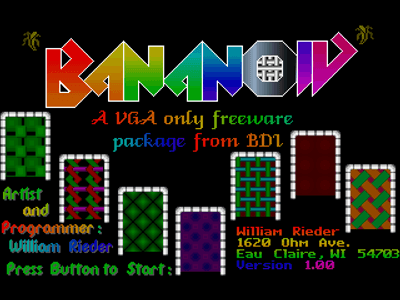 BANANOID
A VGA only freeware
package from BDI
Artist
and
Programmer:
William Rieder
Press Button to Start:
William Rieder
1620 Ohm Ave.
Eau Claire, WI 54703
Version 1.00